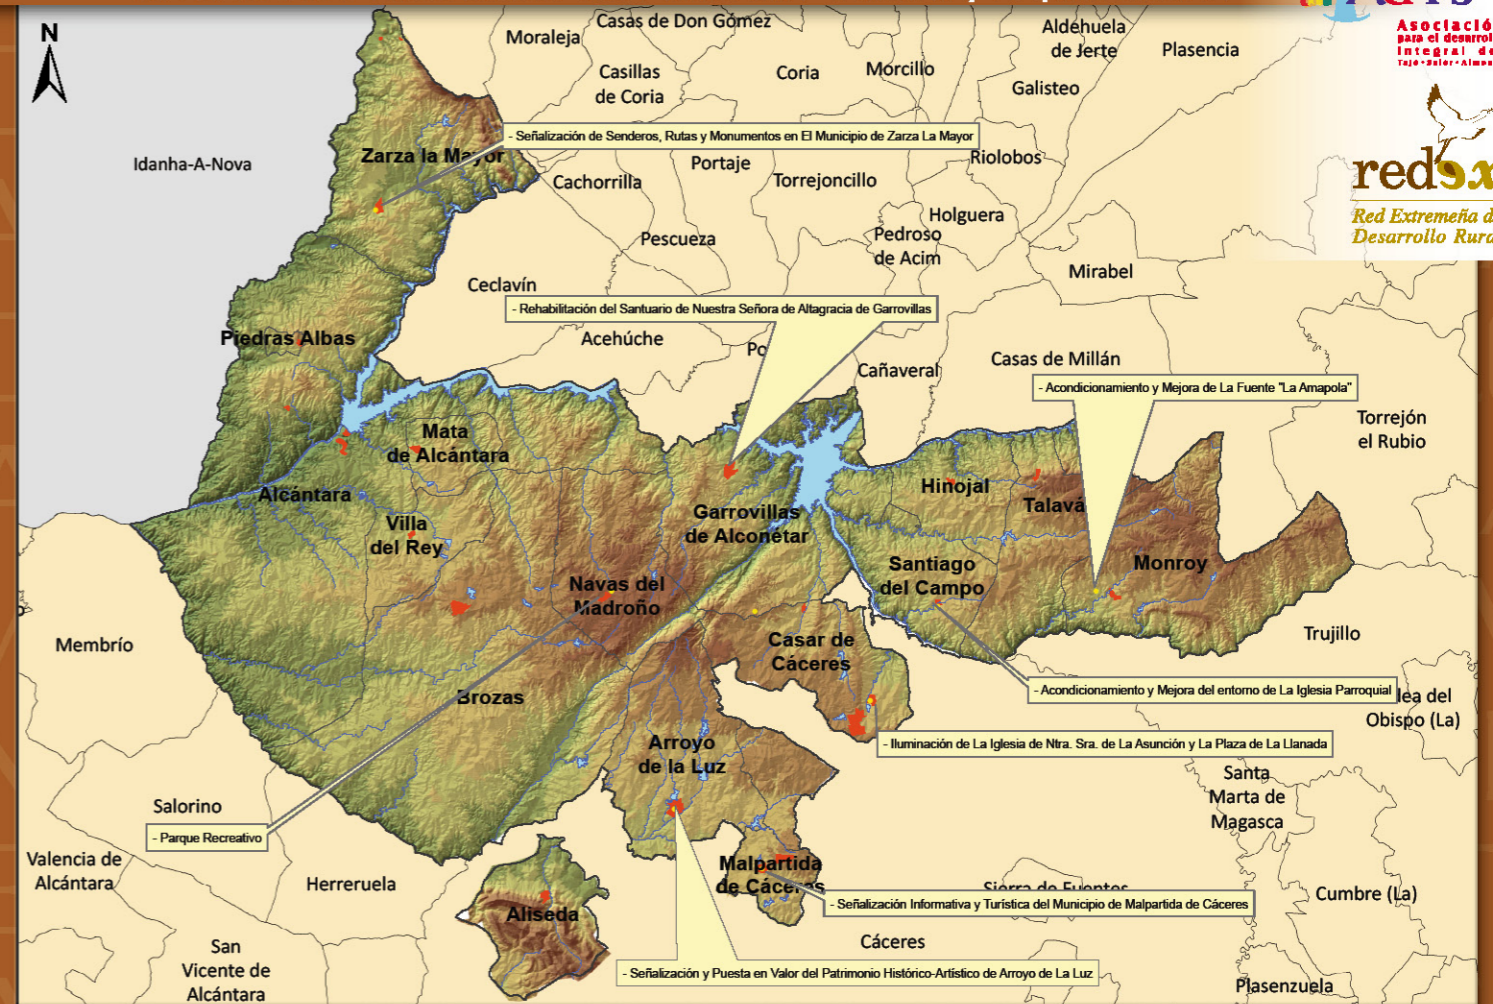 N
Casas de Don Gómez
Moraleja
Aldehuela
de Jerte
Plasencia
Asociació
para el desarrol
Integral de
Casillas
de Coria
Coria
Morcillo
Galisteo
- Señalización de Senderos, Rutas y Monumentos en El Municipio de Zarza La Mayor
Idanha-A-Nova
Zarza la Mayor
Portaje
Riolobos
Cachorrilla
Torrejoncillo
redex
Red Extremeña d
Desarrollo Rura
Holguera
Pescueza
Pedroso
de Acim
Mirabel
Ceclavín
- Rehabilitación del Santuario de Nuestra Señora de Altagracia de Garrovillas
Piedras Albas
Acehúche
Po
Cañaveral
Casas de Millán
- Acondicionamiento y Mejora de La Fuente "La Amapola"
Torrejón
el Rubio
Mata
de Alcántara
Alcántara
Hinojal
Talavá
Villa
del Rey
Garrovillas
de Alconétar
Santiago
del Campo
Monroy
Navas del
Madroño
Membrío
Casar de
Cáceres
Trujillo
Brozas
- Acondicionamiento y Mejora del entorno de La Iglesia Parroquial
lea del
Obispo (La)
Arroyo
de la Luz
- Iluminación de La Iglesia de Ntra. Sra. de La Asunción y La Plaza de La Llanada
Santa
Marta de
Magasca
Salorino
- Parque Recreativo
Valencia de
Alcántara
Herreruela
Malpartida
de Cáceres
Sierra de Fuentes
Cumbre (La)
- Señalización Informativa y Turística del Municipio de Malpartida de Cáceres
Aliseda
Cáceres
San
Vicente de
Alcántara
- Señalización y Puesta en Valor del Patrimonio Histórico-Artístico de Arroyo de La Luz
Plasenzuela